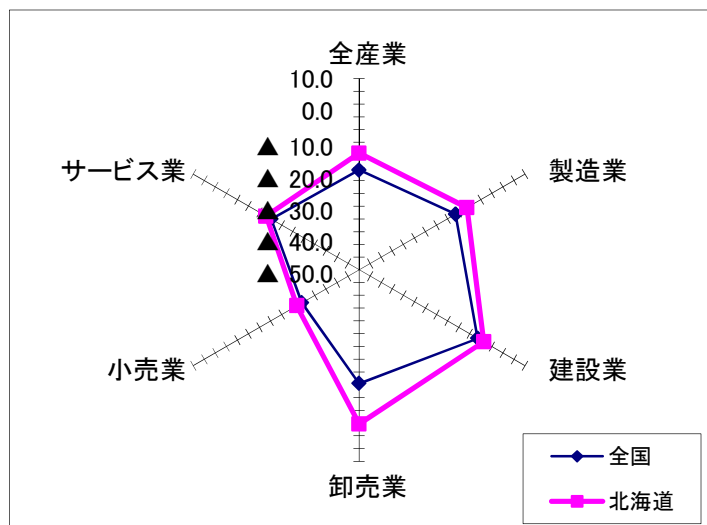 全産業
10.0
0.0
▲ 10.0
▲ 20.0
▲ 30.0
▲ 40.0
▲ 50.0
サービス業
製造業
小売業
建設業
卸売業
全国
北海道